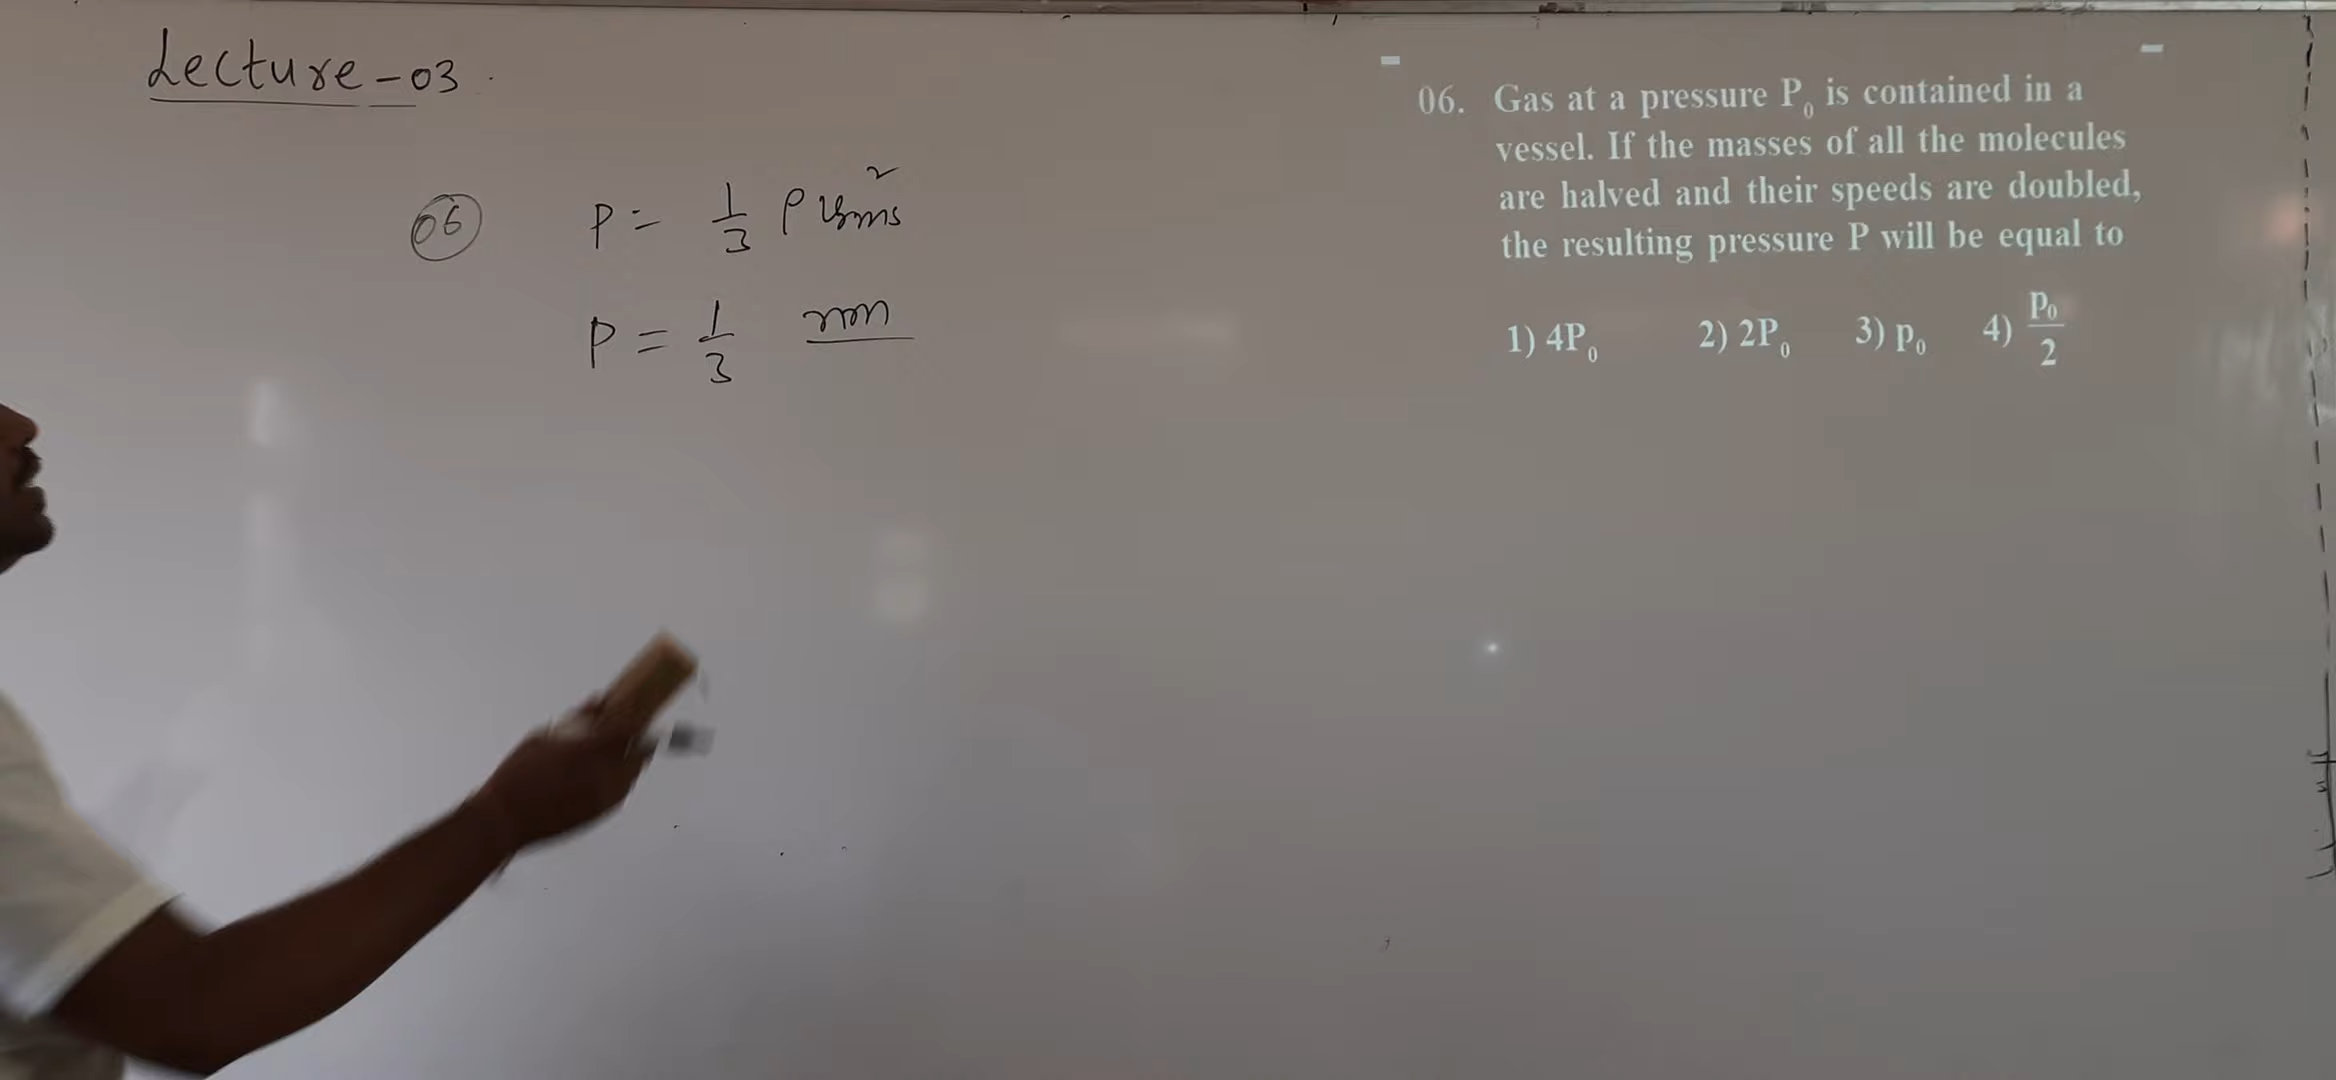 Lecture-03
06 P = 1/3 ρ v²rms
P = 1/3 mn
06. Gas at a pressure P₀ is contained in a
vessel. If the masses of all the molecules
are halved and their speeds are doubled,
the resulting pressure P will be equal to
1) 4P₀ 2) 2P₀ 3) p₀ 4) p₀/2